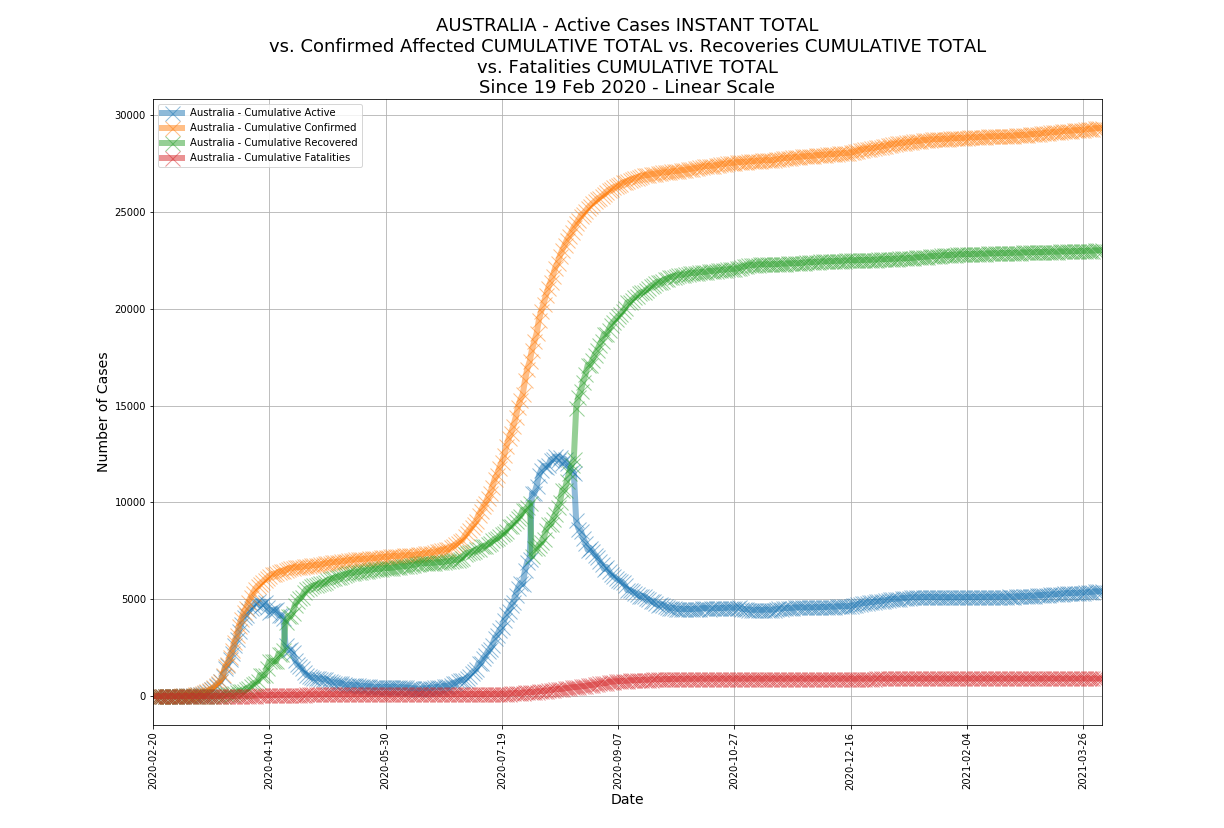 AUSTRALIA - Active Cases INSTANT TOTAL
vs. Confirmed Affected CUMULATIVE TOTAL vs. Recoveries CUMULATIVE TOTAL
vs. Fatalities CUMULATIVE TOTAL
Since 19 Feb 2020 - Linear Scale
Australia - Cumulative Active
Australia - Cumulative Confirmed
Australia - Cumulative Recovered
Australia - Cumulative Fatalities
Number of Cases
30000
25000
20000
15000
10000
5000
0
2020-02-20
2020-04-10
2020-05-30
2020-07-19
2020-09-07
2020-10-27
2020-12-16
2021-02-04
2021-03-26
Date